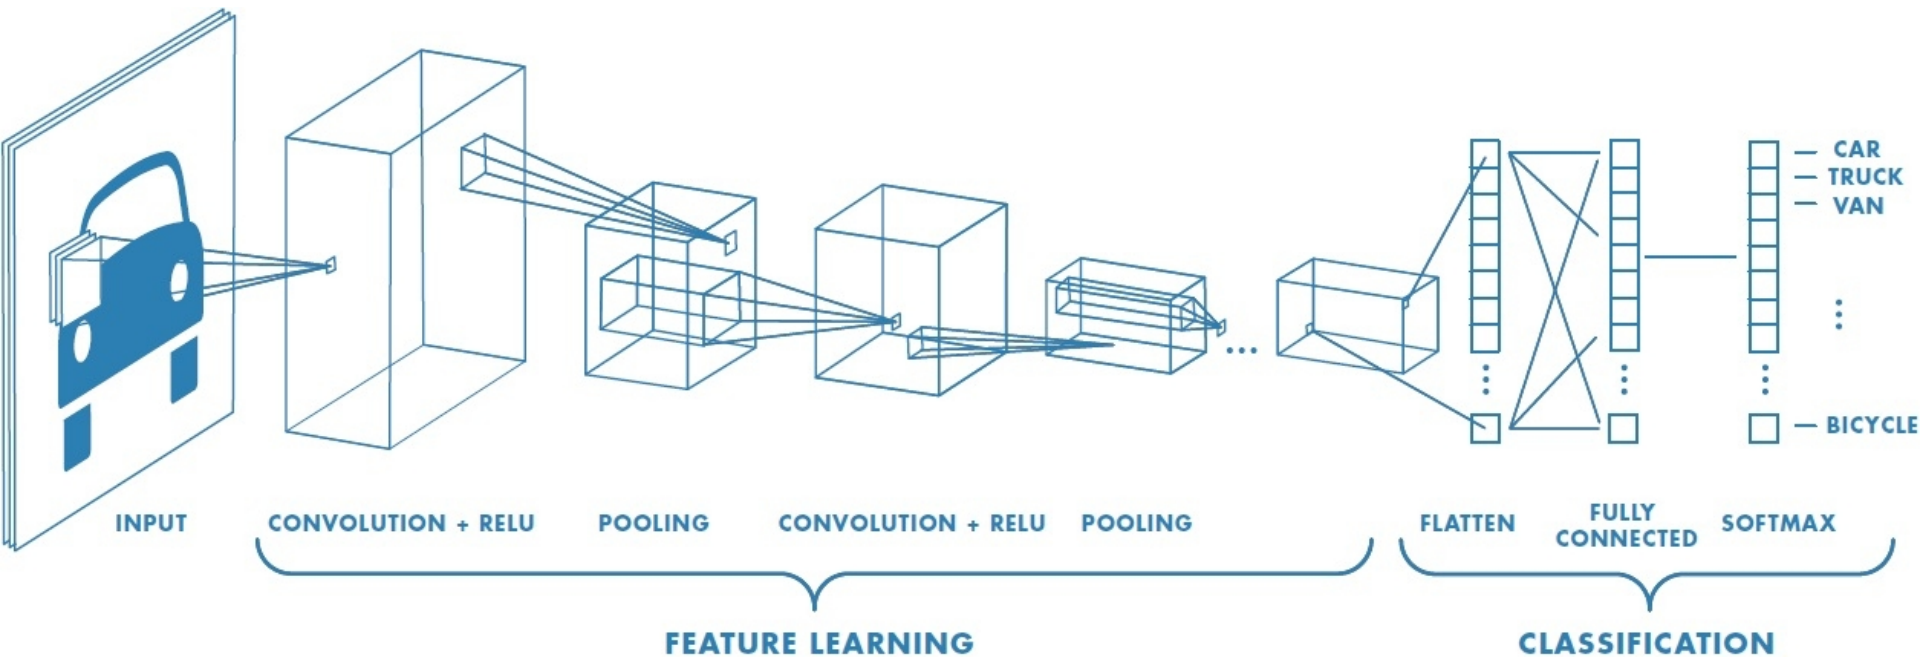 CAR
TRUCK
VAN
BICYCLE
INPUT
CONVOLUTION + RELU
POOLING
CONVOLUTION + RELU
POOLING
FLATTEN
FULLY
CONNECTED
SOFTMAX
FEATURE LEARNING
CLASSIFICATION